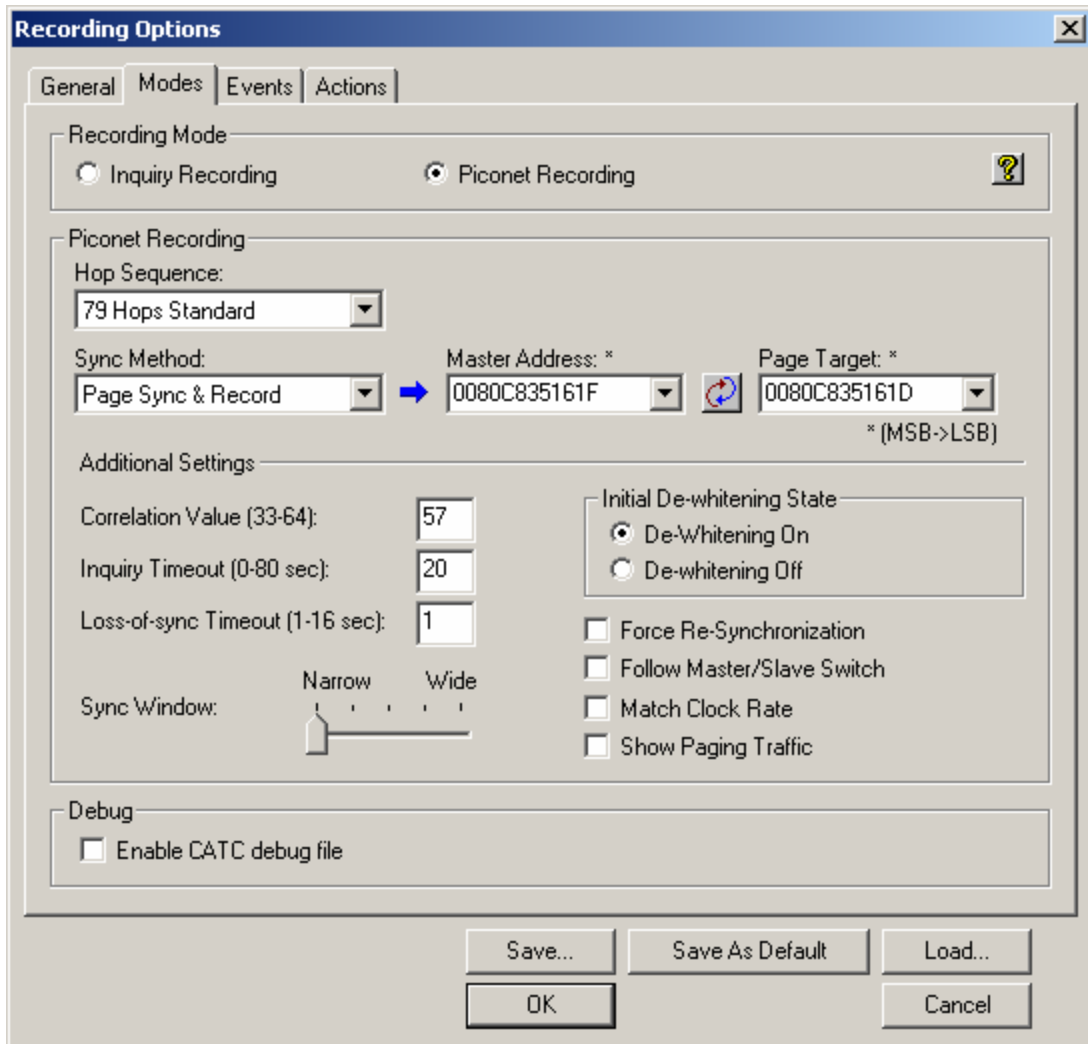 Recording Options
General Modes Events Actions
Recording Mode
Inquiry Recording Piconet Recording
Piconet Recording
Hop Sequence:
79 Hops Standard
Sync Method: Master Address: * Page Target: *
Page Sync & Record 0080C835161F 0080C835161D
* (MSB->LSB)
Additional Settings
Correlation Value (33-64): 57
Inquiry Timeout (0-80 sec): 20
Loss-of-sync Timeout (1-16 sec): 1
Narrow Wide
Sync Window:
Initial De-whitening State
De-Whitening On
De-whitening Off
Force Re-Synchronization
Follow Master/Slave Switch
Match Clock Rate
Show Paging Traffic
Debug
Enable CATC debug file
Save... Save As Default Load...
OK Cancel